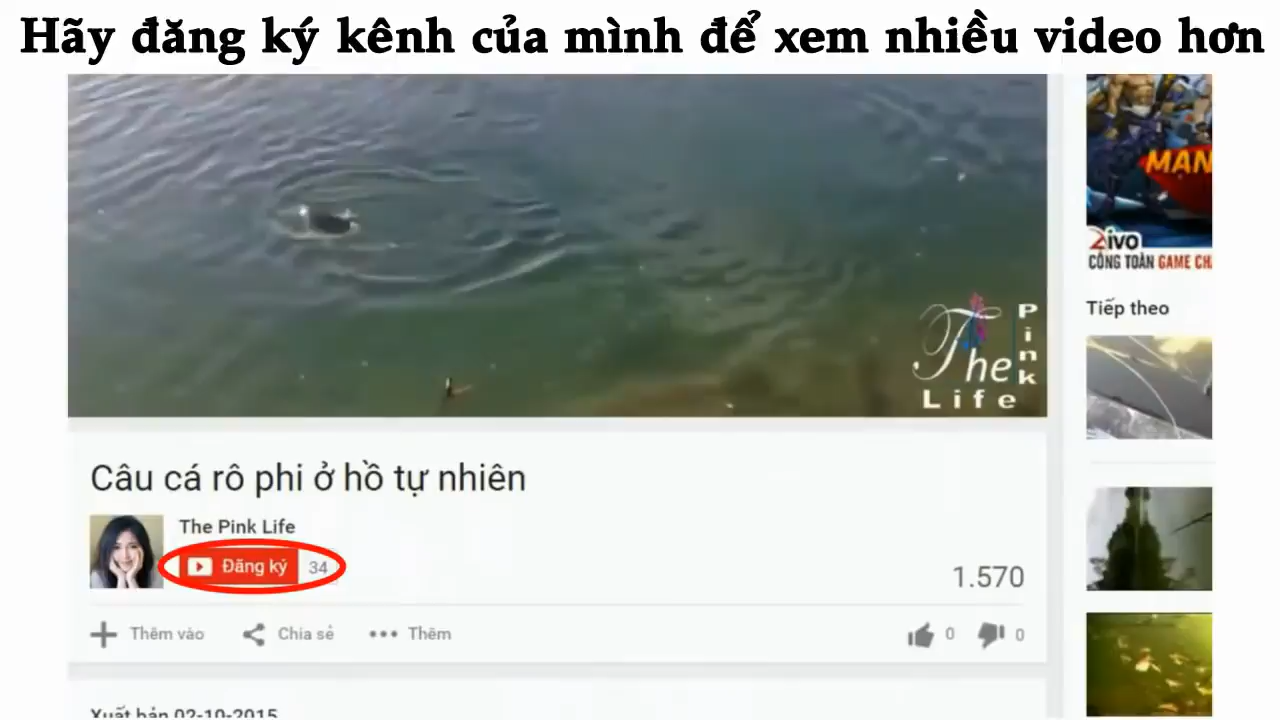 Hãy đăng ký kênh của mình để xem nhiều video hơn
MAN
Zivo
CÔNG TOÀN GAME CH
Tiếp theo
The Pink
Life
Câu cá rô phi ở hồ tự nhiên
The Pink Life
Đăng ký 34
1.570
Thêm vào Chia sẻ Thêm 0 0
Xuất bản 02-10-2015